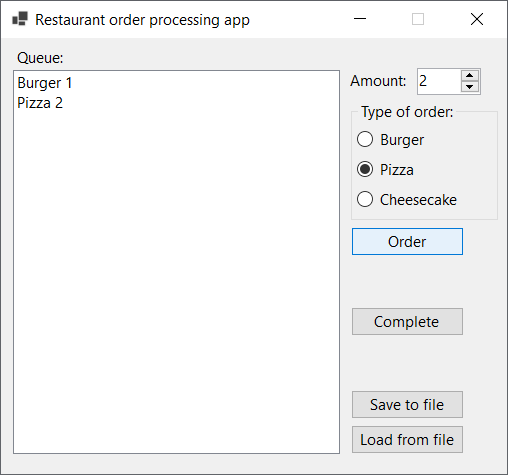 Restaurant order processing app
Queue:
Burger 1
Pizza 2
Amount: 2
Type of order:
Burger
Pizza
Cheesecake
Order
Complete
Save to file
Load from file